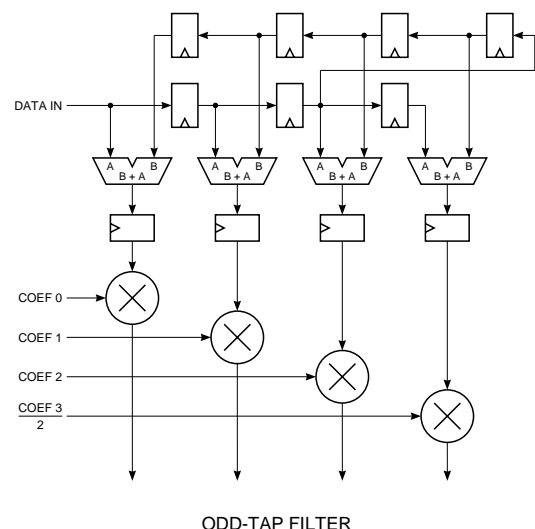 DATA IN
A B A B A B A B
B + A B + A B + A B + A
COEF 0
COEF 1
COEF 2
COEF 3
2
ODD-TAP FILTER